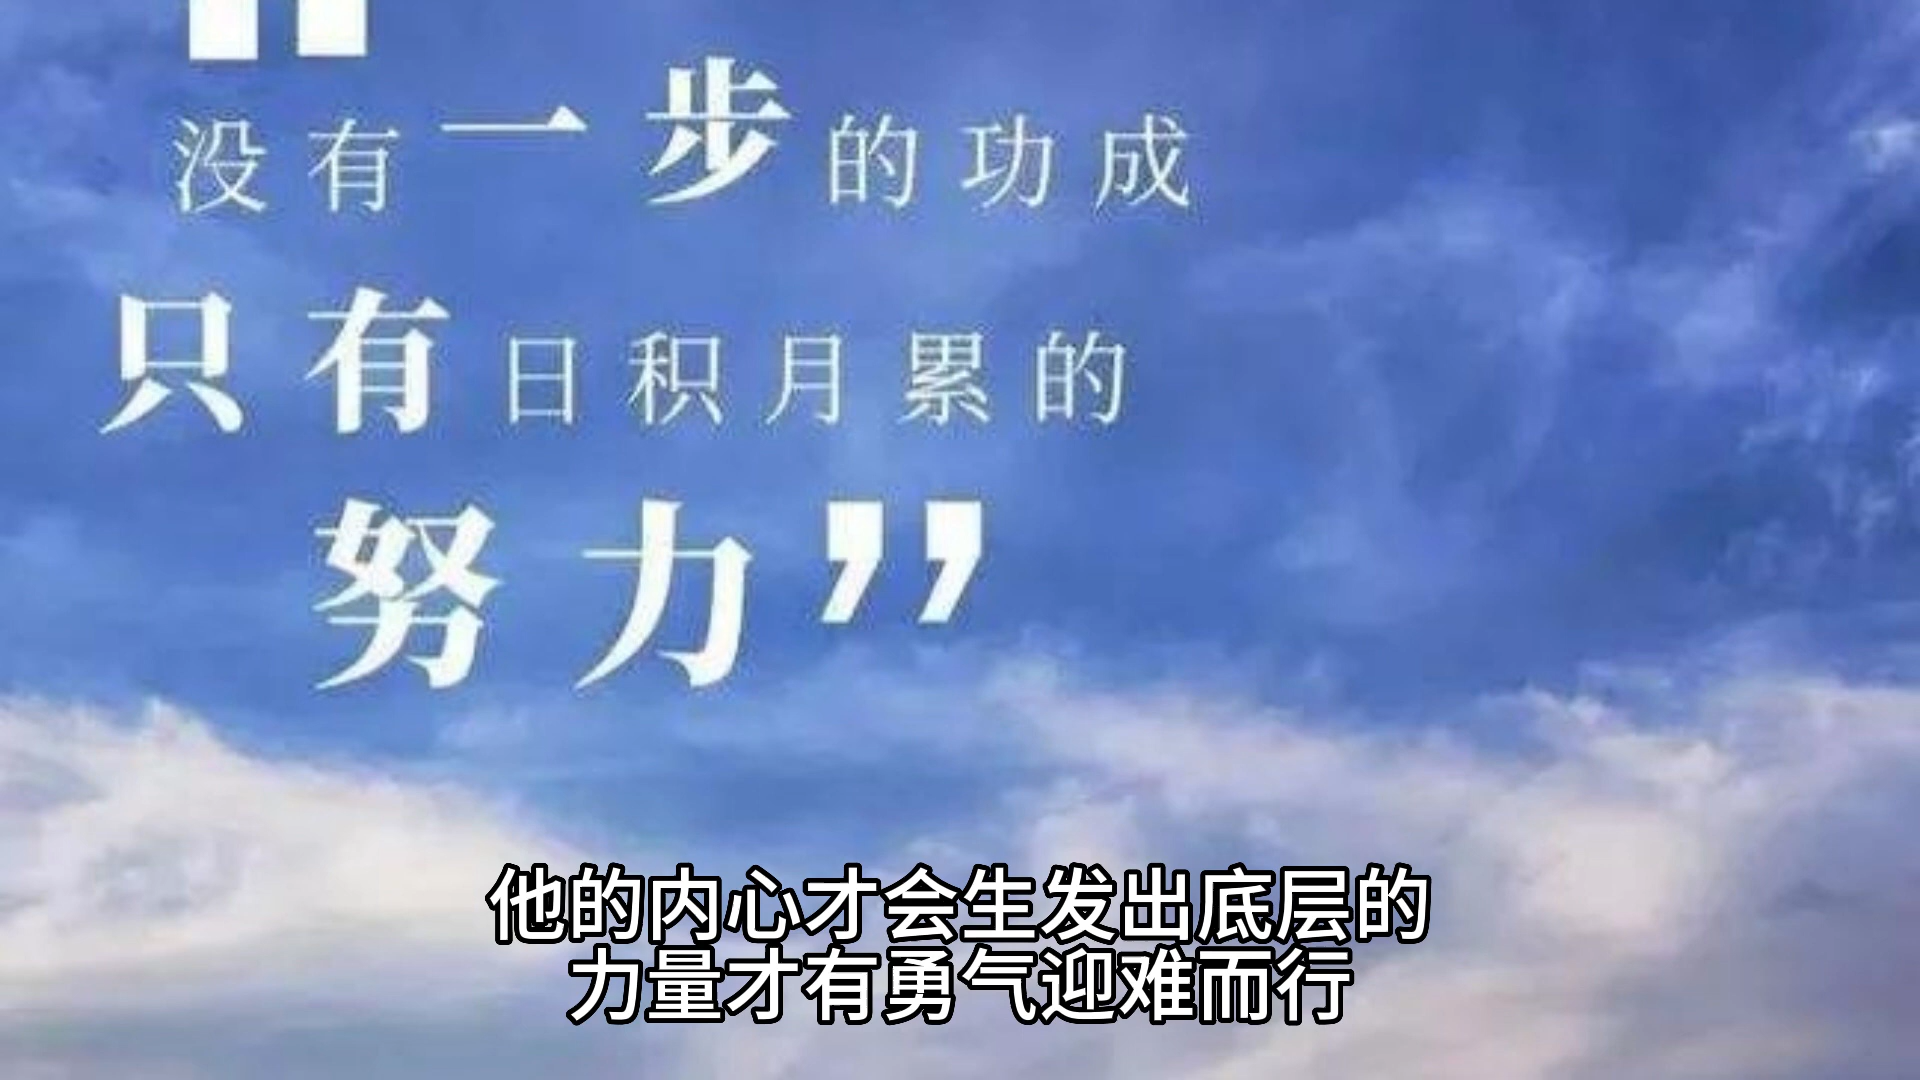 “
没有一步的功成
只有日积月累的
努力”
他的内心才会生发出底层的
力量才有勇气迎难而行